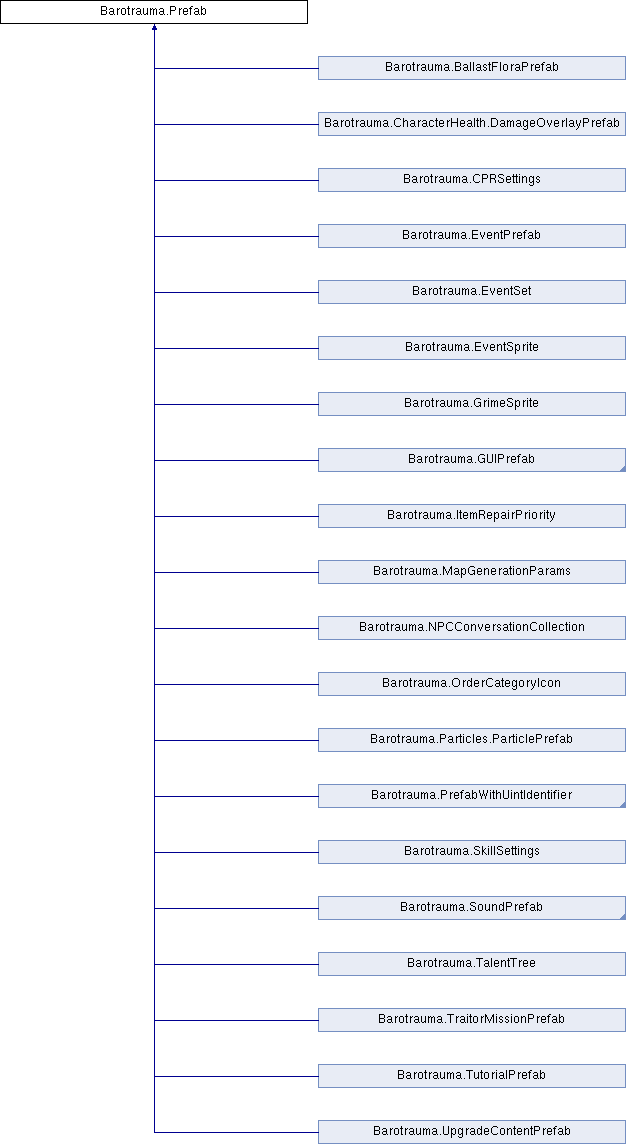 Barotrauma.Prefab
Barotrauma.BallastFloraPrefab
Barotrauma.CharacterHealth.DamageOverlayPrefab
Barotrauma.CPRSettings
Barotrauma.EventPrefab
Barotrauma.EventSet
Barotrauma.EventSprite
Barotrauma.GrimeSprite
Barotrauma.GUIPrefab
Barotrauma.ItemRepairPriority
Barotrauma.MapGenerationParams
Barotrauma.NPCConversationCollection
Barotrauma.OrderCategoryIcon
Barotrauma.Particles.ParticlePrefab
Barotrauma.PrefabWithUintIdentifier
Barotrauma.SkillSettings
Barotrauma.SoundPrefab
Barotrauma.TalentTree
Barotrauma.TraitorMissionPrefab
Barotrauma.TutorialPrefab
Barotrauma.UpgradeContentPrefab